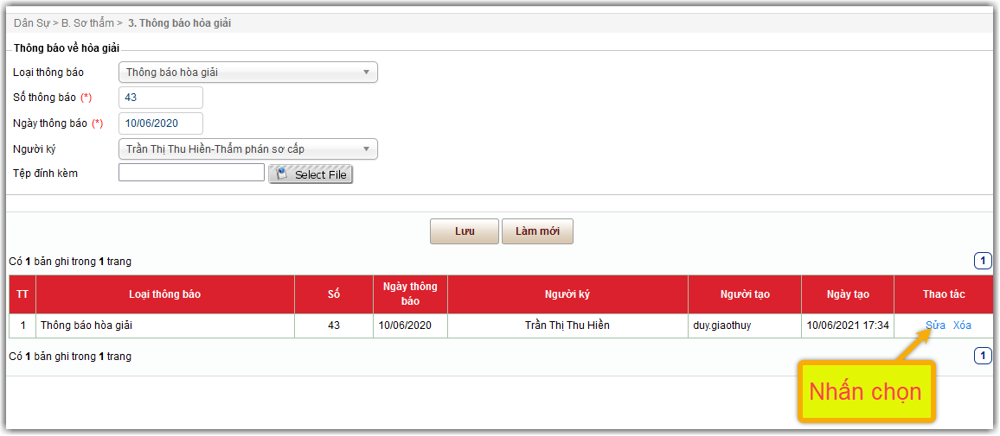 Dân Sự > B. Sơ thẩm > 3. Thông báo hòa giải
Thông báo về hòa giải
Loại thông báo Thông báo hòa giải
Số thông báo (*) 43
Ngày thông báo (*) 10/06/2020
Người ký Trần Thị Thu Hiền-Thẩm phán sơ cấp
Tệp đính kèm Select File
Lưu Làm mới
Có 1 bản ghi trong 1 trang 1
TT Loại thông báo Số Ngày thông báo Người ký Người tạo Ngày tạo Thao tác
1 Thông báo hòa giải 43 10/06/2020 Trần Thị Thu Hiền duy.giaothuy 10/06/2021 17:34 Sửa Xóa
Có 1 bản ghi trong 1 trang 1
Nhấn chọn